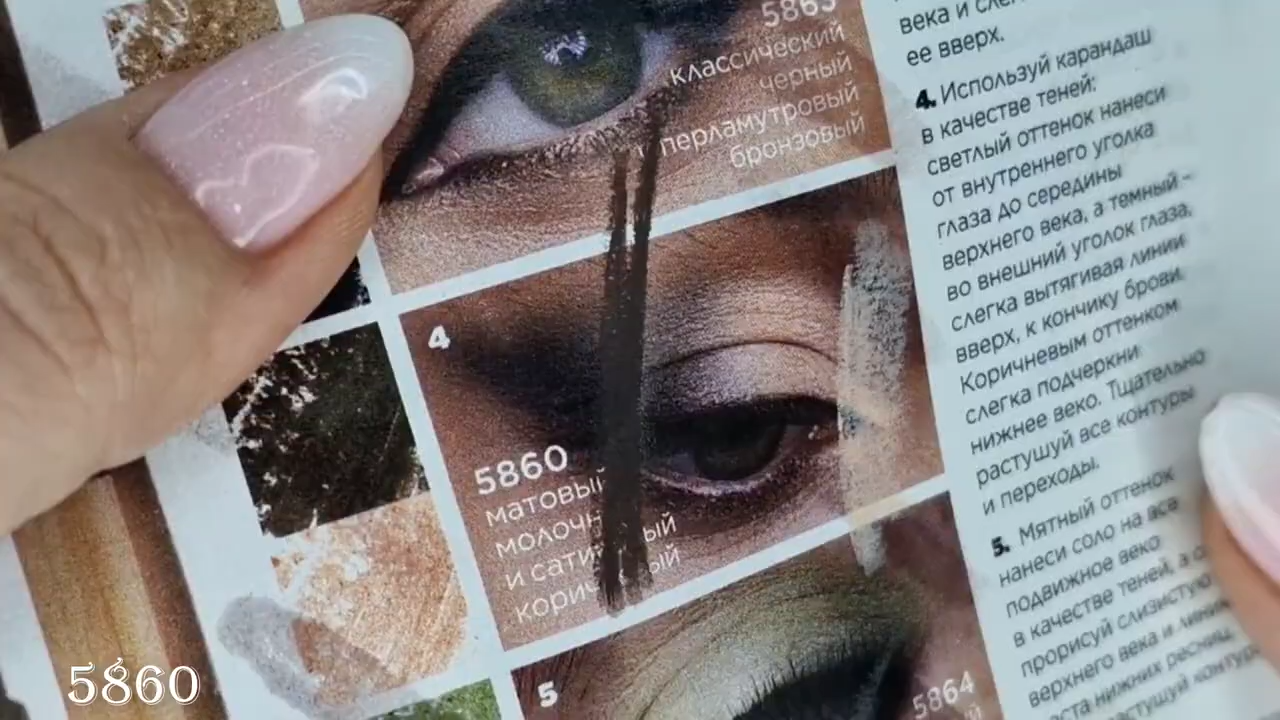 5863
классический
черный
перламутровый
бронзовый
4
5860
матовый
и
5
5864
века и
ее вверх.
4. Используй карандаш
в качестве теней:
светлый оттенок нанеси
от внутреннего уголка
глаза до середины
верхнего века, а темный –
во внешний уголок глаза,
слегка вытягивая линии
вверх, к кончику брови.
Коричневым оттенком
слегка подчеркни
нижнее веко. Тщательно
растушуй все контуры
и переходы.
5. Мятный оттенок
нанеси соло на все
подвижное веко
в качестве теней, а
прорисуй слизистую
верхнего века и
нижних ресниц
5860